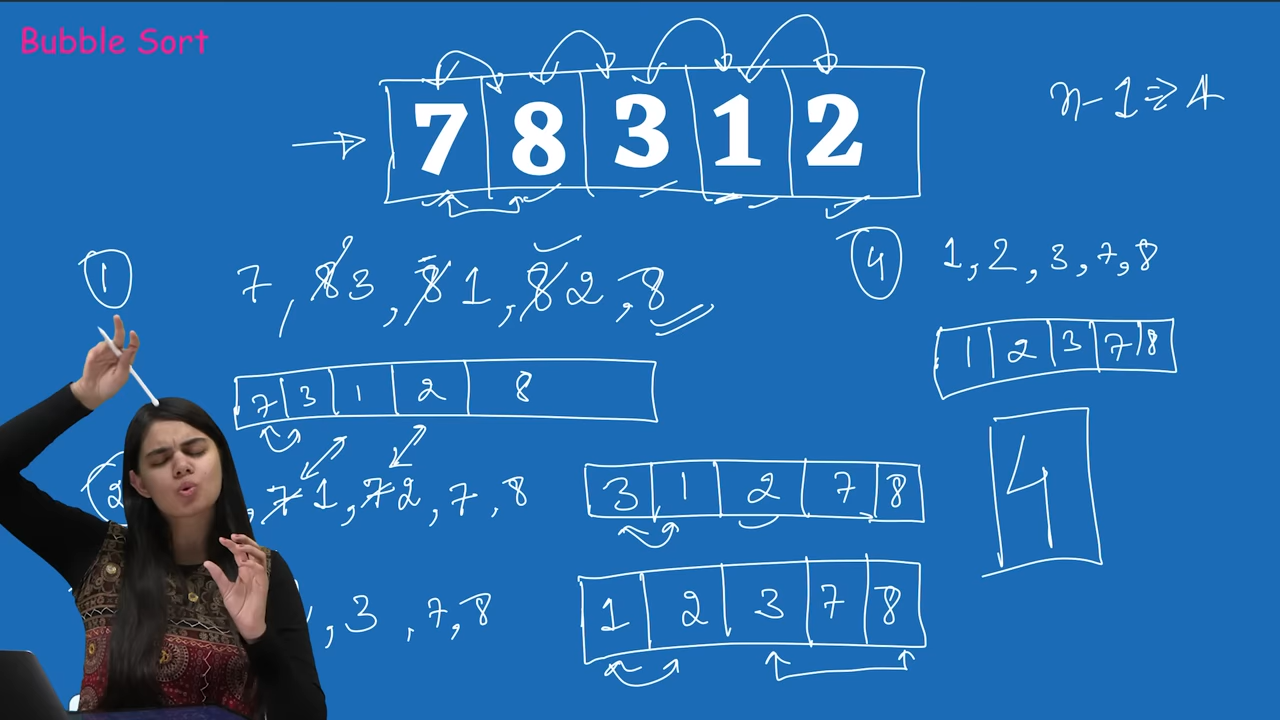 Bubble Sort
7 8 3 1 2
n-1⇒4
① 7, 8 3, 8 1, 8 2, 8
④ 1, 2, 3, 7, 8
7 3 1 2 8
1 2 3 7 8
2 , 7 1, 7 2, 7, 8
3 1 2 7 8
4
, 3 , 7, 8
1 2 3 7 8